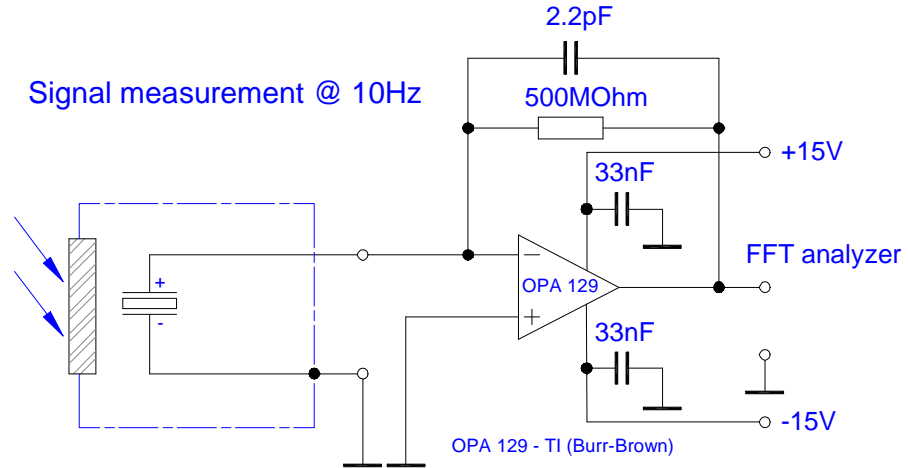 2.2pF
Signal measurement @ 10Hz
500MOhm
+15V
33nF
FFT analyzer
+
-
−
OPA 129
+
33nF
-15V
OPA 129 - TI (Burr-Brown)